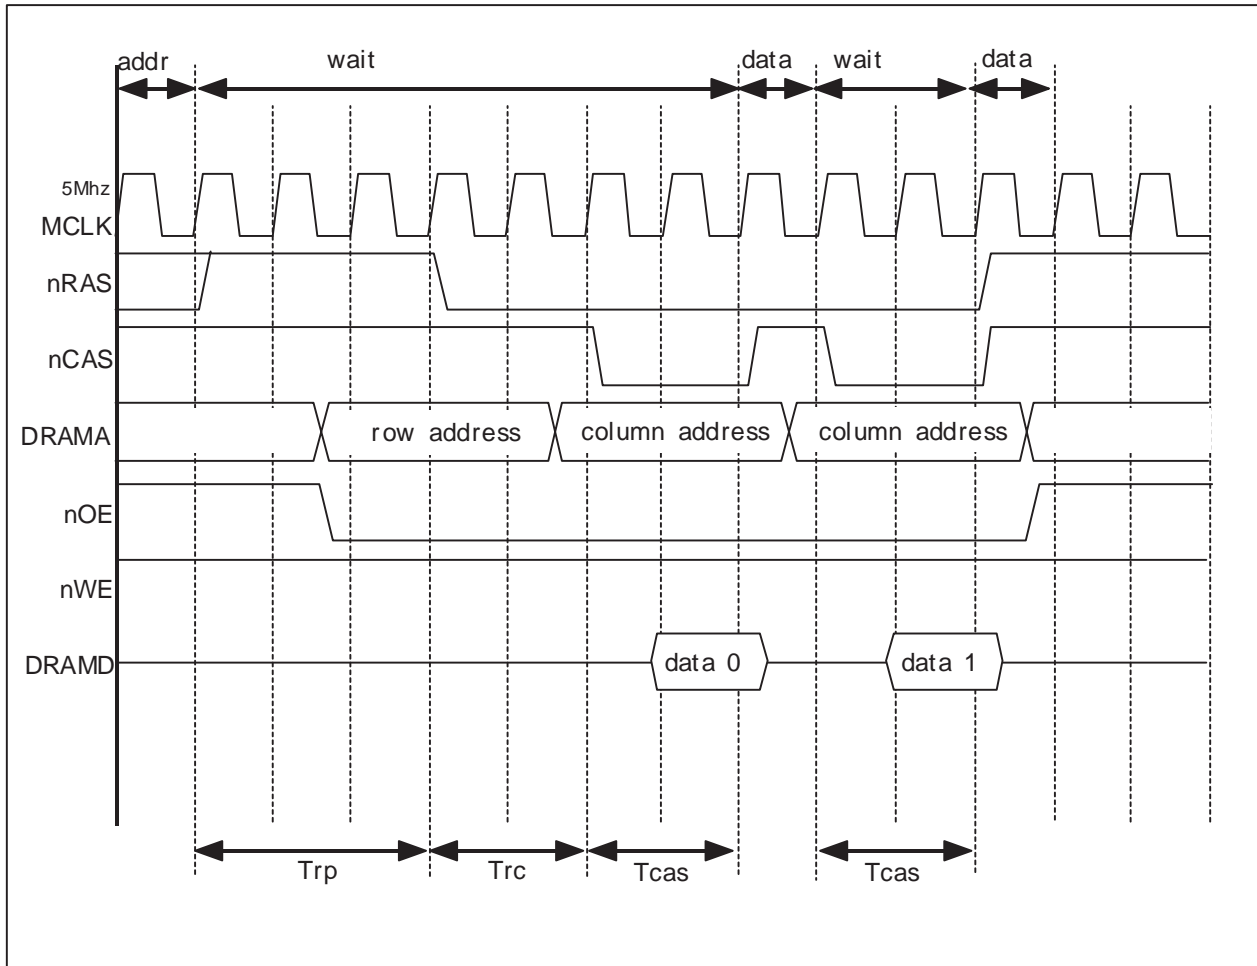 addr wait data wait data
5Mhz
MCLK
nRAS
nCAS
DRAMA row address column address column address
nOE
nWE
DRAMD data 0 data 1
Trp Trc Tcas Tcas